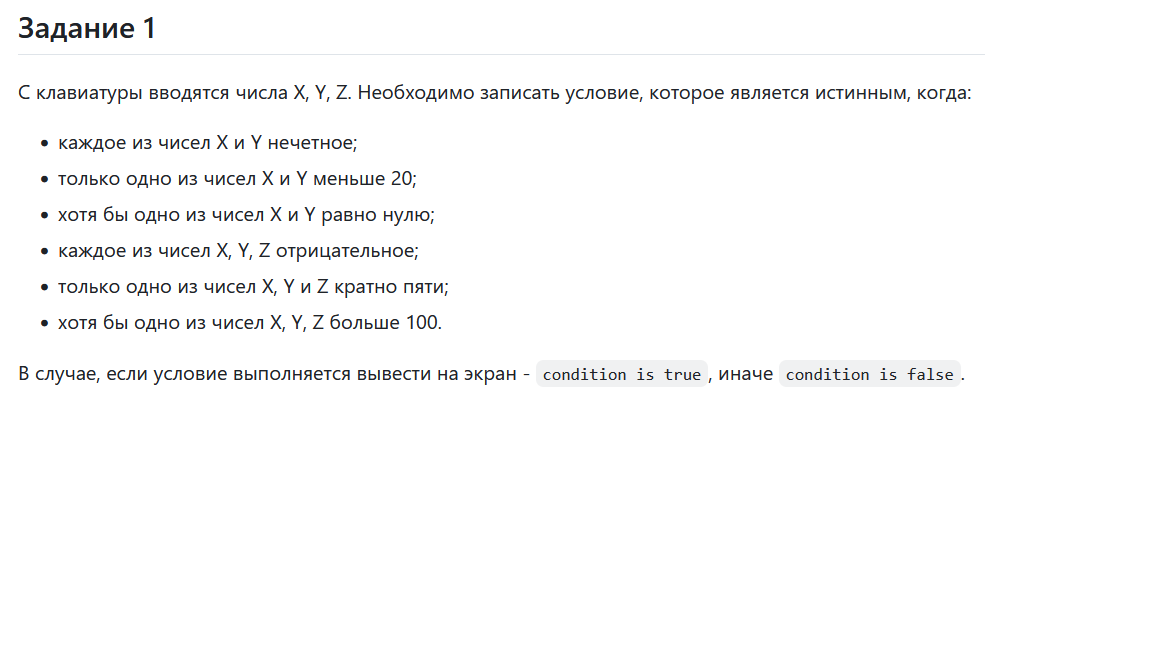 Задание 1
С клавиатуры вводятся числа X, Y, Z. Необходимо записать условие, которое является истинным, когда:
• каждое из чисел X и Y нечетное;
• только одно из чисел X и Y меньше 20;
• хотя бы одно из чисел X и Y равно нулю;
• каждое из чисел X, Y, Z отрицательное;
• только одно из чисел X, Y и Z кратно пяти;
• хотя бы одно из чисел X, Y, Z больше 100.
В случае, если условие выполняется вывести на экран - condition is true, иначе condition is false.